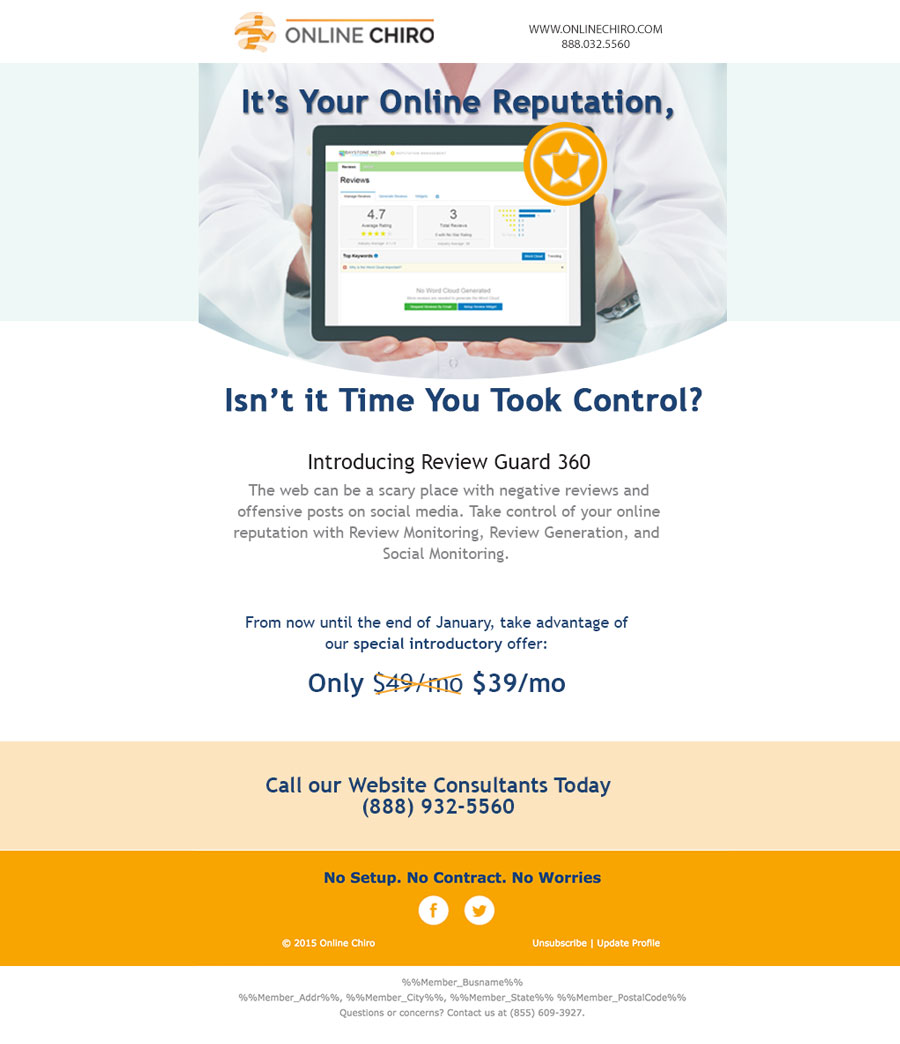 ONLINE CHIRO
WWW.ONLINECHIRO.COM
888.032.5560
It's Your Online Reputation,
Reviews
Reviews
4.7
Average Rating
3
Total Reviews
Top Keywords
No Word Cloud Generated
Isn't it Time You Took Control?
Introducing Review Guard 360
The web can be a scary place with negative reviews and
offensive posts on social media. Take control of your online
reputation with Review Monitoring, Review Generation, and
Social Monitoring.
From now until the end of January, take advantage of
our special introductory offer:
Only $49/mo $39/mo
Call our Website Consultants Today
(888) 932-5560
No Setup. No Contract. No Worries
© 2015 Online Chiro
Unsubscribe | Update Profile
%%Member_Busname%%
%%Member_Addr%%, %%Member_City%%, %%Member_State%% %%Member_PostalCode%%
Questions or concerns? Contact us at (855) 609-3927.